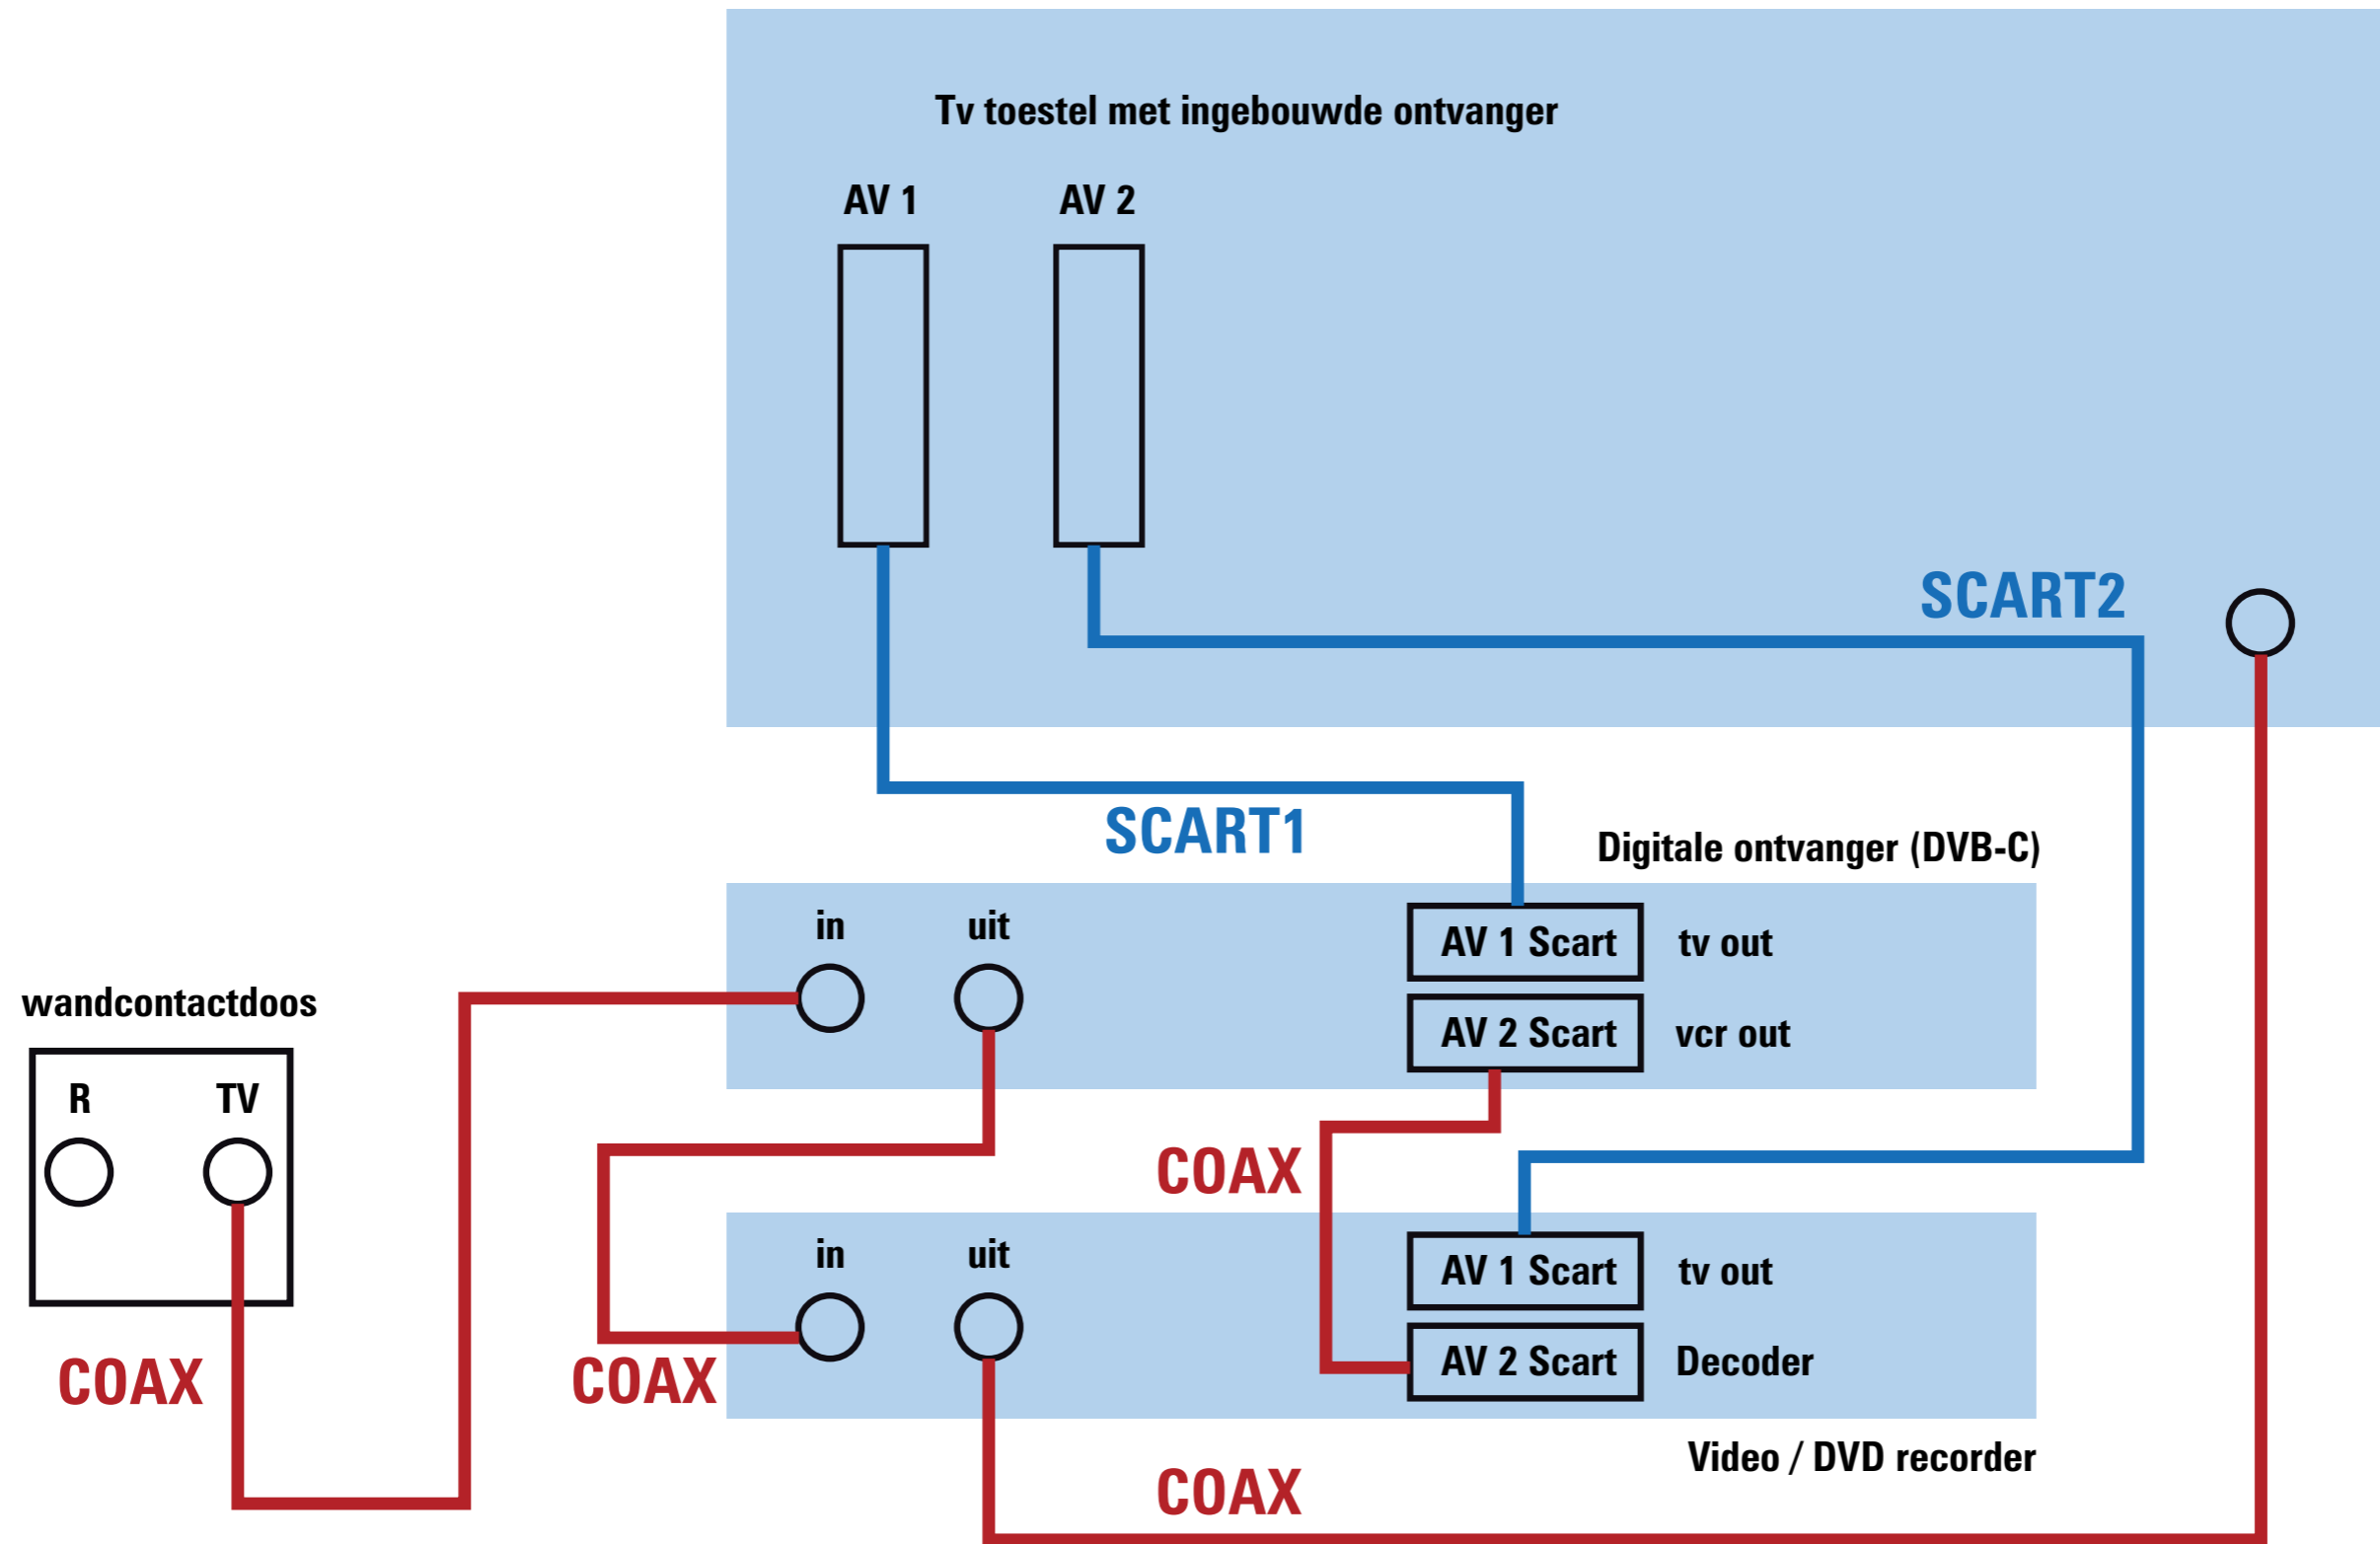 Tv toestel met ingebouwde ontvanger
AV 1
AV 2
SCART2
SCART1
Digitale ontvanger (DVB-C)
in
uit
AV 1 Scart
tv out
AV 2 Scart
vcr out
wandcontactdoos
R
TV
COAX
in
uit
AV 1 Scart
tv out
AV 2 Scart
Decoder
COAX
COAX
Video / DVD recorder
COAX